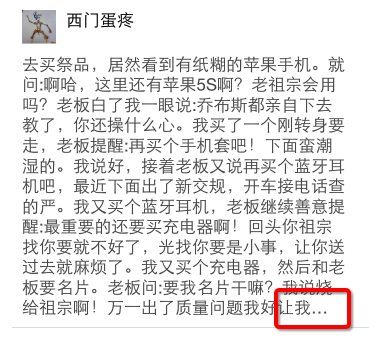 西门蛋疼
去买祭品，居然看到有纸糊的苹果手机。就
问:啊哈，这里还有苹果5S啊？老祖宗会用
吗？老板白了我一眼说:乔布斯都亲自下去
教了，你还操什么心。我买了一个刚转身要
走，老板提醒:再买个手机套吧！下面蛮潮
湿的。我说好，接着老板又说再买个蓝牙耳
机吧，最近下面出了新交规，开车接电话查
的严。我又买个蓝牙耳机，老板继续善意提
醒:最重要的还要买充电器啊！回头你祖宗
找你要就不好了，光找你要是小事，让你送
过去就麻烦了。我又买个充电器，然后和老
板要名片。老板问:要我名片干嘛？我说烧
给祖宗啊！万一出了质量问题我好让我…